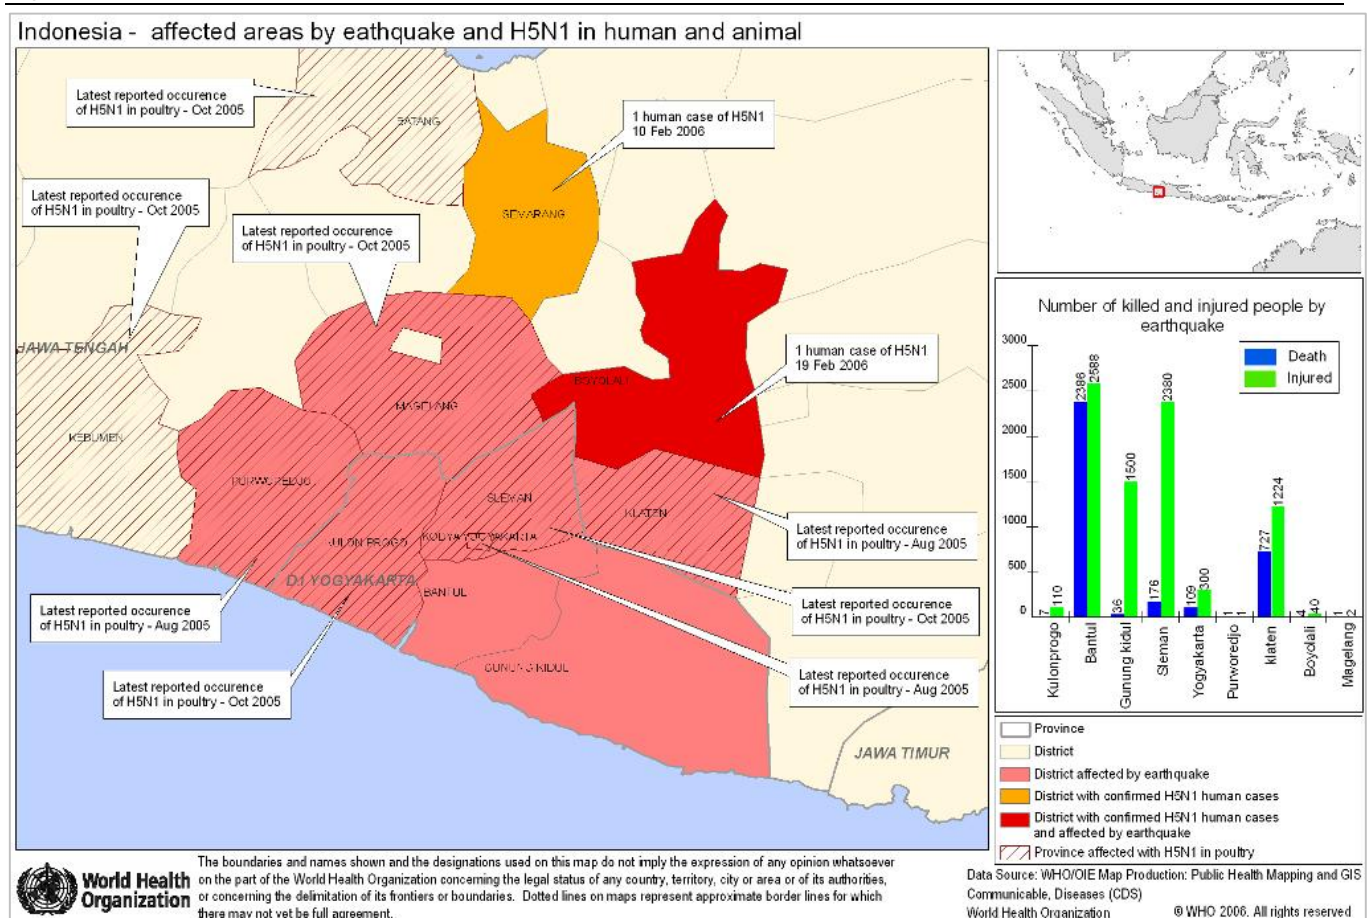 Indonesia - affected areas by eathquake and H5N1 in human and animal
Latest reported occurence
of H5N1 in poultry - Oct 2005
BATANG
1 human case of H5N1
10 Feb 2006
Latest reported occurence
of H5N1 in poultry - Oct 2005
Latest reported occurence
of H5N1 in poultry - Oct 2005
SEMARANG
JAWA TENGAH
1 human case of H5N1
19 Feb 2006
BOYOLALI
MAGELANG
KEBUMEN
PURWOREDJO
SLEMAN
KLATEN
KULON PROGO
KODYA YOGYAKARTA
Latest reported occurence
of H5N1 in poultry - Aug 2005
D.I YOGYAKARTA
BANTUL
Latest reported occurence
of H5N1 in poultry - Aug 2005
Latest reported occurence
of H5N1 in poultry - Oct 2005
GUNUNG KIDUL
Latest reported occurence
of H5N1 in poultry - Aug 2005
Latest reported occurence
of H5N1 in poultry - Oct 2005
JAWA TIMUR
Number of killed and injured people by
earthquake
3000
2500
2000
1500
1000
500
0
Death
Injured
7
110
2386
2588
36
1500
176
2380
109
300
1
1
727
1224
4
40
1
2
Kulonprogo
Bantul
Gunung kidul
Sleman
Yogyakarta
Purworedjo
klaten
Boyolali
Magelang
Province
District
District affected by earthquake
District with confirmed H5N1 human cases
District with confirmed H5N1 human cases
and affected by earthquake
Province affected with H5N1 in poultry
World Health
Organization
The boundaries and names shown and the designations used on this map do not imply the expression of any opinion whatsoever
on the part of the World Health Organization concerning the legal status of any country, territory, city or area or of its authorities,
or concerning the delimitation of its frontiers or boundaries. Dotted lines on maps represent approximate border lines for which
there may not yet be full agreement.
Data Source: WHO/OIE Map Production: Public Health Mapping and GIS
Communicable, Diseases (CDS)
World Health Organization
© WHO 2006. All rights reserved